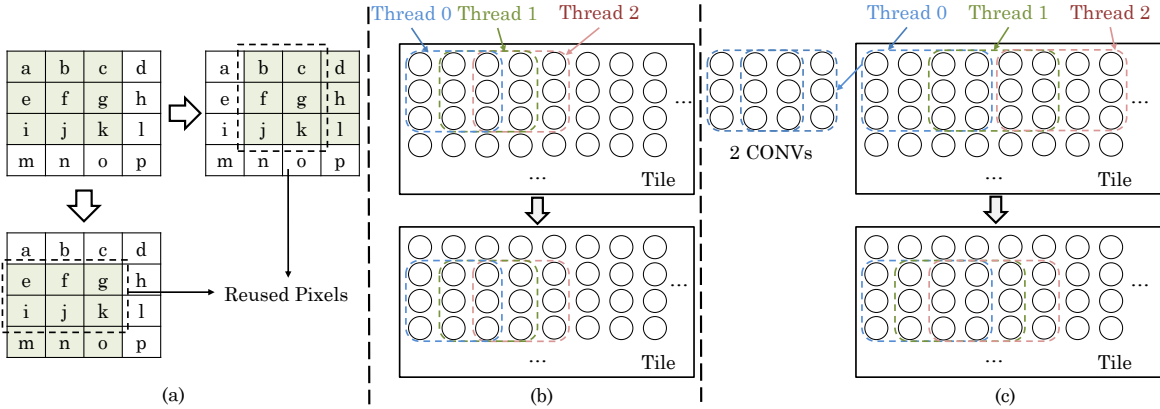 a b c d
e f g h
i j k l
m n o p
a b c d
e f g h
i j k l
m n o p
a b c d
e f g h
i j k l
m n o p
Reused Pixels
(a)
Thread 0 Thread 1 Thread 2
...
... Tile
...
... Tile
(b)
2 CONVs
Thread 0 Thread 1 Thread 2
...
... Tile
...
... Tile
(c)